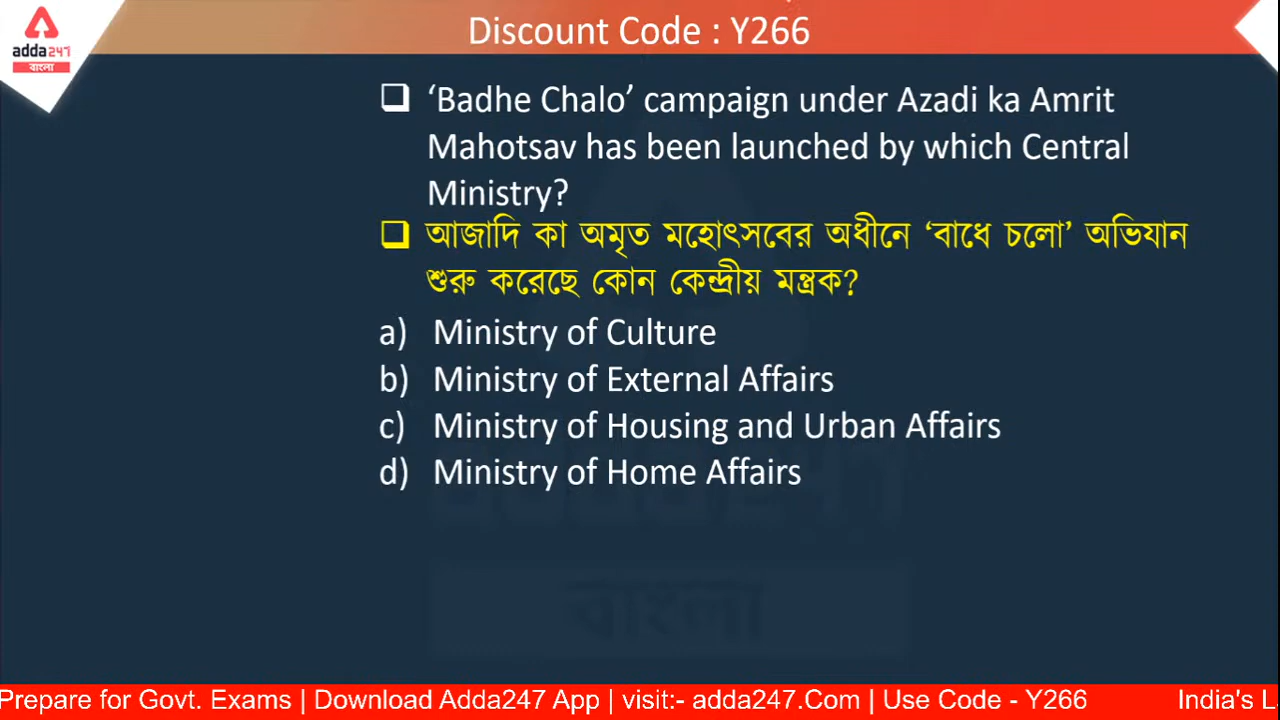 Discount Code : Y266
adda247
বাংলা
‘Badhe Chalo’ campaign under Azadi ka Amrit
Mahotsav has been launched by which Central
Ministry?
আজাদি কা অমৃত মহোৎসবের অধীনে ‘বাধে চলো’ অভিযান
শুরু করেছে কোন কেন্দ্রীয় মন্ত্রক?
a) Ministry of Culture
b) Ministry of External Affairs
c) Ministry of Housing and Urban Affairs
d) Ministry of Home Affairs
adda247
বাংলা
Prepare for Govt. Exams | Download Adda247 App | visit:- adda247.Com | Use Code - Y266 India's L